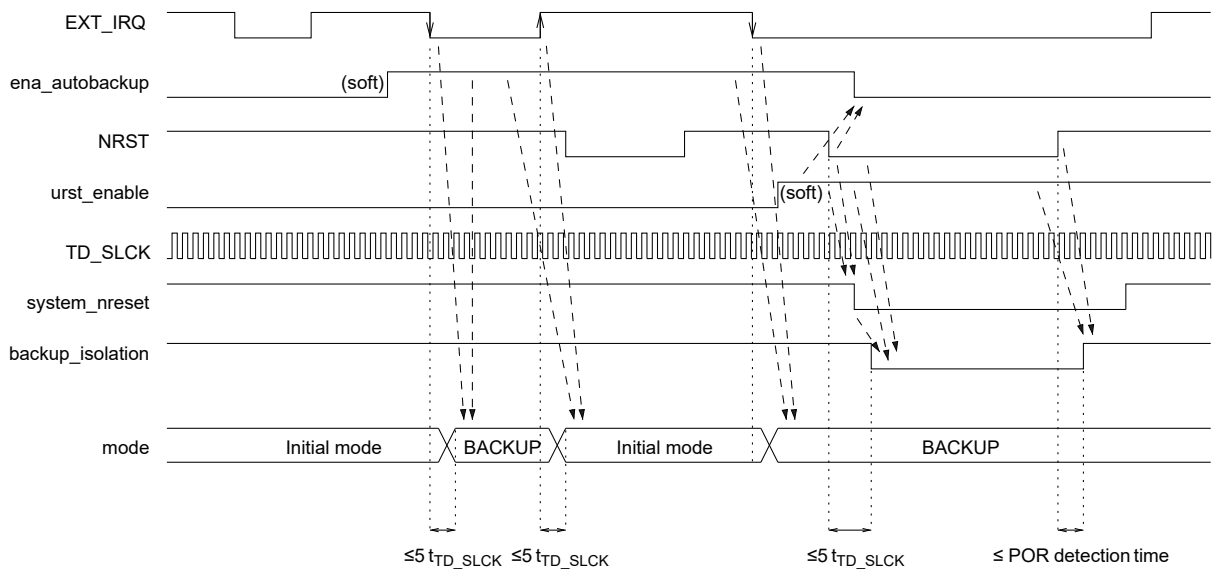 EXT_IRQ
ena_autobackup (soft)
NRST
urst_enable (soft)
TD_SLCK
system_nreset
backup_isolation
mode Initial mode BACKUP Initial mode BACKUP
≤5 tTD_SLCK ≤5 tTD_SLCK ≤5 tTD_SLCK ≤ POR detection time